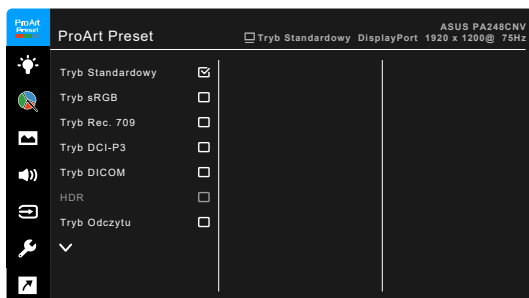 ProArt
Preset
ProArt Preset
ASUS PA248CNV
Tryb Standardowy DisplayPort 1920 x 1200@ 75Hz
Tryb Standardowy
Tryb sRGB
Tryb Rec. 709
Tryb DCI-P3
Tryb DICOM
HDR
Tryb Odczytu